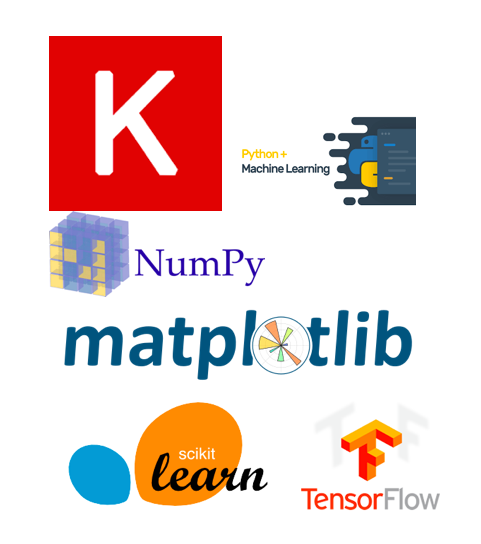 K
Python +
Machine Learning
NumPy
matplotlib
scikit
learn
TensorFlow